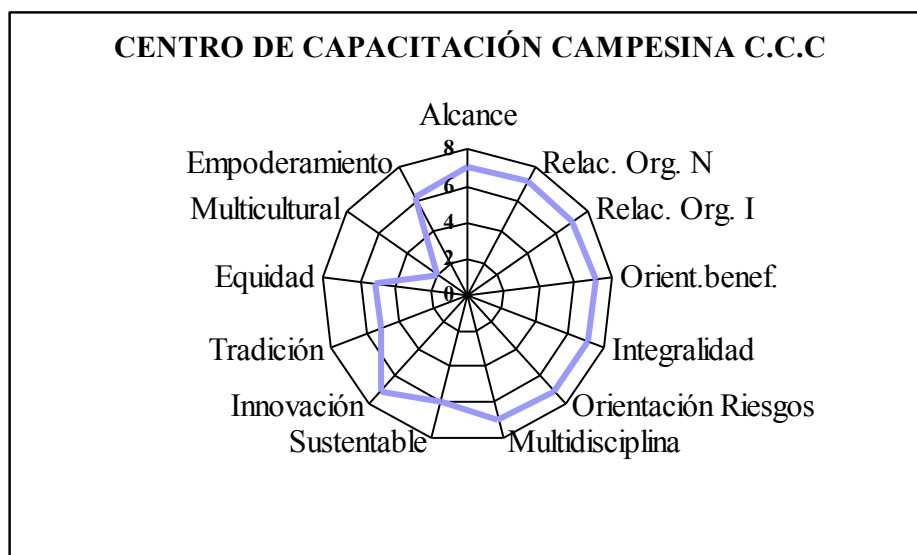 CENTRO DE CAPACITACIÓN CAMPESINA C.C.C
Alcance
Empoderamiento
8
Relac. Org. N
Multicultural
6
Relac. Org. I
4
Equidad
2
Orient.benef.
0
Tradición
Integralidad
Innovación
Orientación Riesgos
Sustentable
Multidisciplina